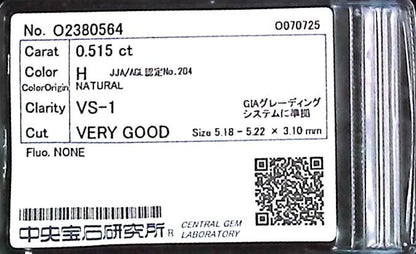 No. O2380564 O070725
Carat 0.515 ct
Color H JJA/AGL認定No.204
ColorOrigin NATURAL
Clarity VS-1 GIAグレーディングシステムに準拠
Cut VERY GOOD Size 5.18 - 5.22 × 3.10 mm
Fluo. NONE
中央宝石研究所® CENTRAL GEM LABORATORY